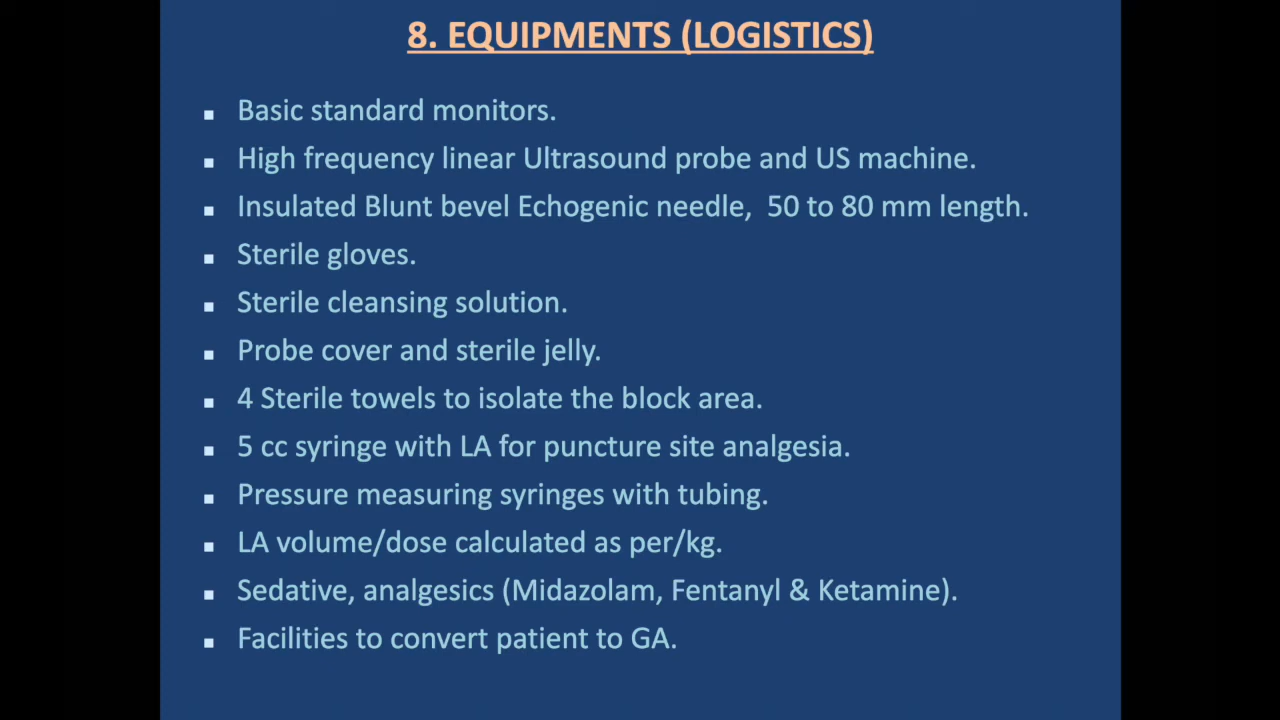 8. EQUIPMENTS (LOGISTICS)
▪ Basic standard monitors.
▪ High frequency linear Ultrasound probe and US machine.
▪ Insulated Blunt bevel Echogenic needle,  50 to 80 mm length.
▪ Sterile gloves.
▪ Sterile cleansing solution.
▪ Probe cover and sterile jelly.
▪ 4 Sterile towels to isolate the block area.
▪ 5 cc syringe with LA for puncture site analgesia.
▪ Pressure measuring syringes with tubing.
▪ LA volume/dose calculated as per/kg.
▪ Sedative, analgesics (Midazolam, Fentanyl & Ketamine).
▪ Facilities to convert patient to GA.